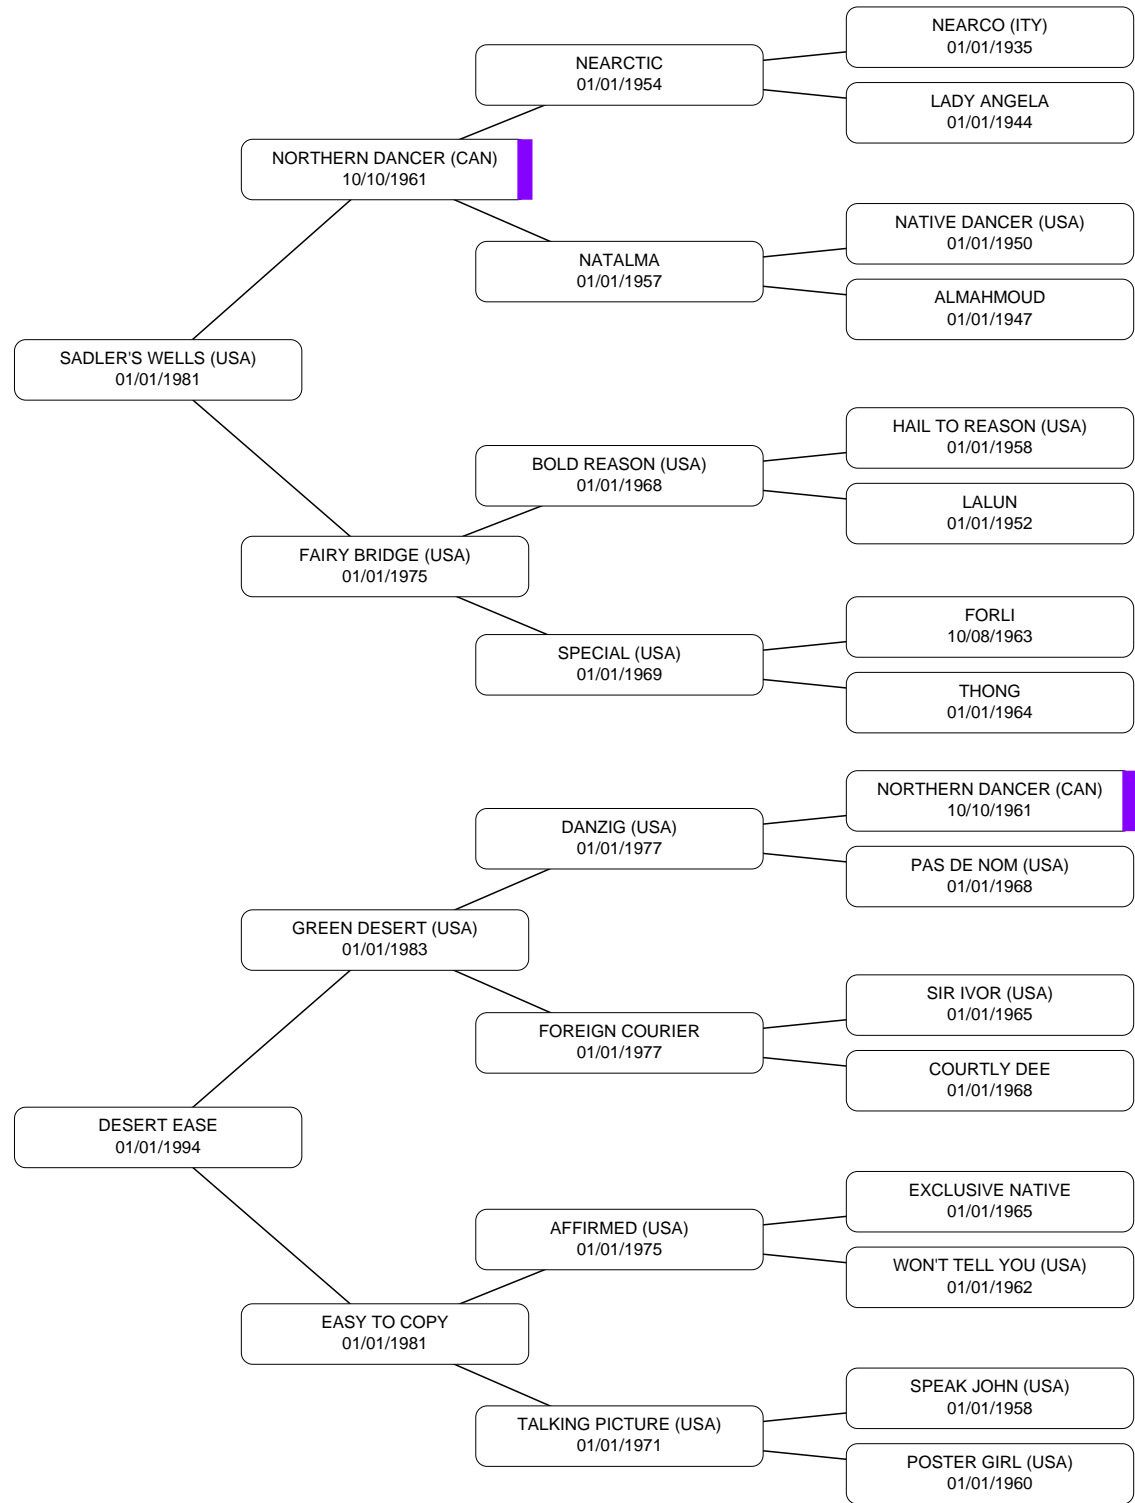 NEARCO (ITY)
01/01/1935
NEARCTIC
01/01/1954
LADY ANGELA
01/01/1944
NORTHERN DANCER (CAN)
10/10/1961
NATIVE DANCER (USA)
01/01/1950
NATALMA
01/01/1957
ALMAHMOUD
01/01/1947
SADLER'S WELLS (USA)
01/01/1981
HAIL TO REASON (USA)
01/01/1958
BOLD REASON (USA)
01/01/1968
LALUN
01/01/1952
FAIRY BRIDGE (USA)
01/01/1975
FORLI
10/08/1963
SPECIAL (USA)
01/01/1969
THONG
01/01/1964
NORTHERN DANCER (CAN)
10/10/1961
DANZIG (USA)
01/01/1977
PAS DE NOM (USA)
01/01/1968
GREEN DESERT (USA)
01/01/1983
SIR IVOR (USA)
01/01/1965
FOREIGN COURIER
01/01/1977
COURTLY DEE
01/01/1968
DESERT EASE
01/01/1994
EXCLUSIVE NATIVE
01/01/1965
AFFIRMED (USA)
01/01/1975
WON'T TELL YOU (USA)
01/01/1962
EASY TO COPY
01/01/1981
SPEAK JOHN (USA)
01/01/1958
TALKING PICTURE (USA)
01/01/1971
POSTER GIRL (USA)
01/01/1960